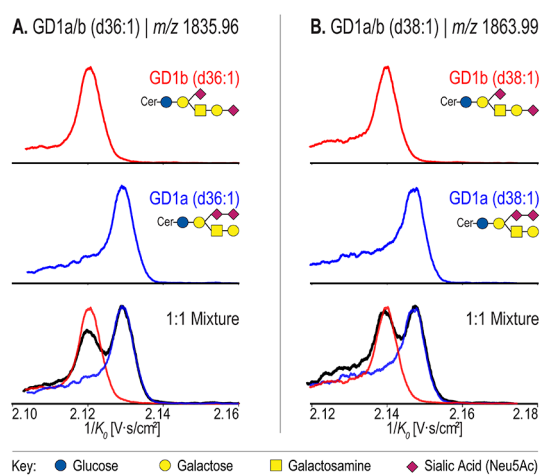 A. GD1a/b (d36:1) | m/z 1835.96
GD1b (d36:1)
Cer
GD1a (d36:1)
Cer
1:1 Mixture
2.10 2.12 2.14 2.16
1/K0 [V·s/cm²]
B. GD1a/b (d38:1) | m/z 1863.99
GD1b (d38:1)
Cer
GD1a (d38:1)
Cer
1:1 Mixture
2.12 2.14 2.16 2.18
1/K0 [V·s/cm²]
Key: Glucose Galactose Galactosamine Sialic Acid (Neu5Ac)